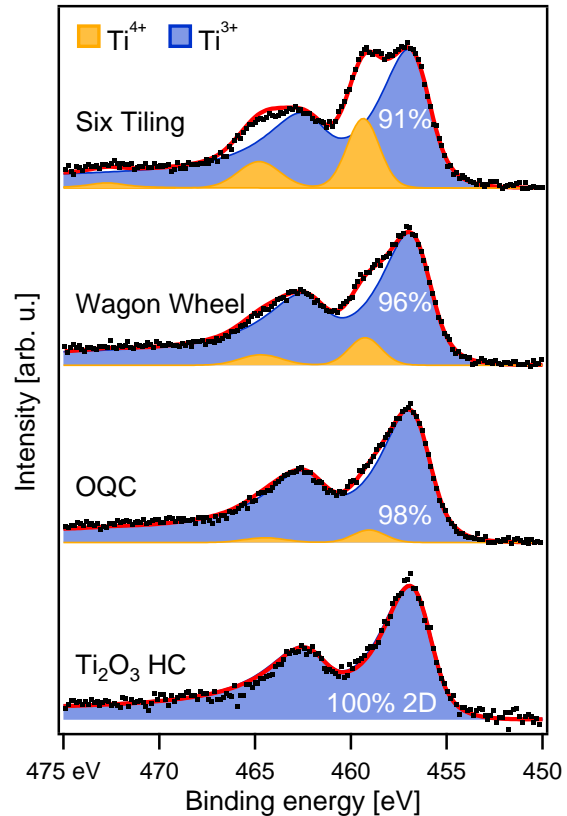 Ti⁴⁺ Ti³⁺
Six Tiling
91%
Wagon Wheel
96%
OQC
98%
Ti₂O₃ HC
100% 2D
Intensity [arb. u.]
475 eV 470 465 460 455 450
Binding energy [eV]